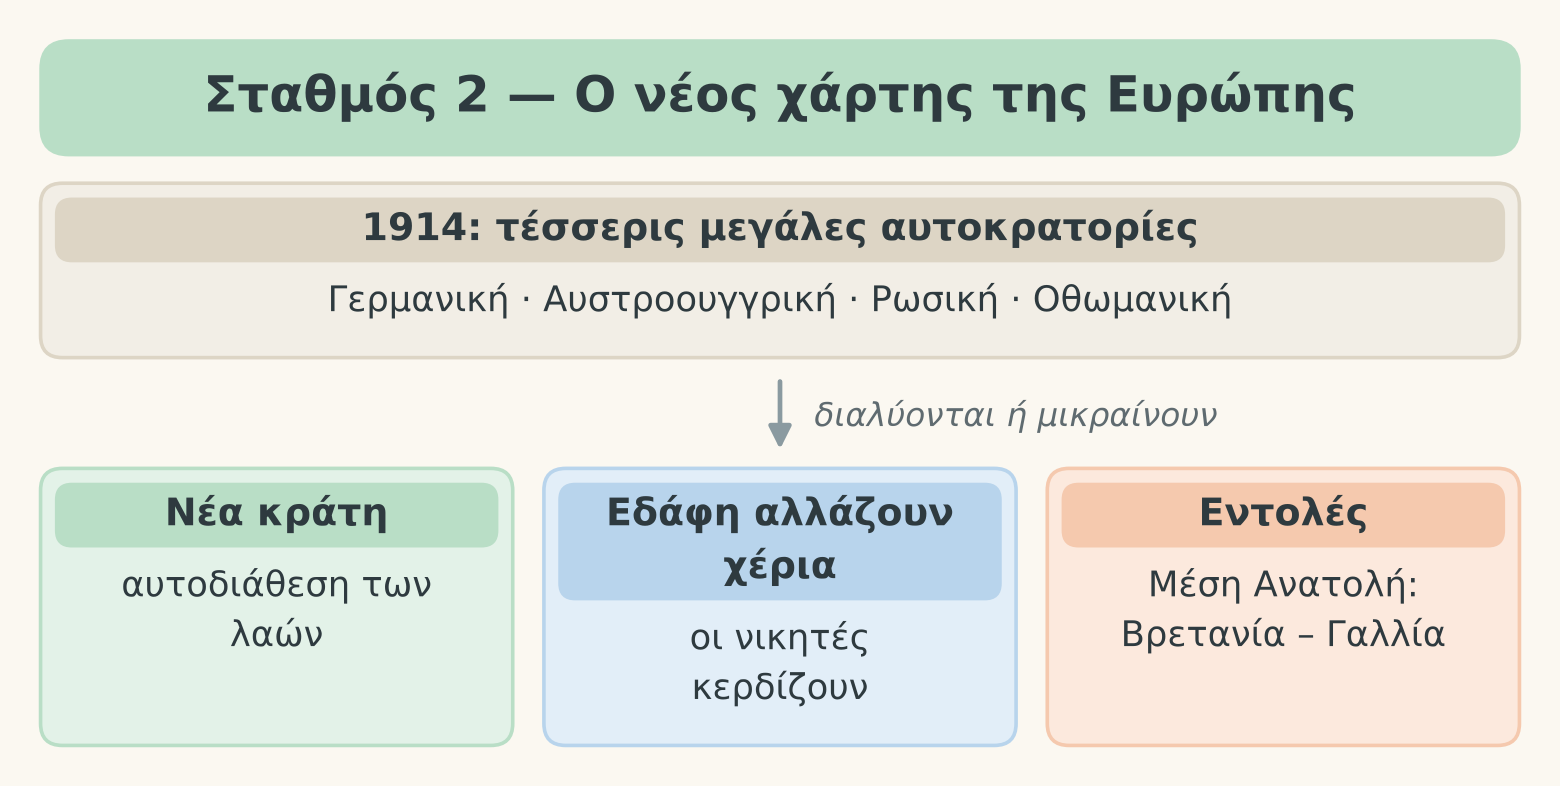 Σταθμός 2 — Ο νέος χάρτης της Ευρώπης
1914: τέσσερις μεγάλες αυτοκρατορίες
Γερμανική · Αυστροουγγρική · Ρωσική · Οθωμανική
διαλύονται ή μικραίνουν
Νέα κράτη
αυτοδιάθεση των
λαών
Εδάφη αλλάζουν
χέρια
οι νικητές
κερδίζουν
Εντολές
Μέση Ανατολή:
Βρετανία – Γαλλία